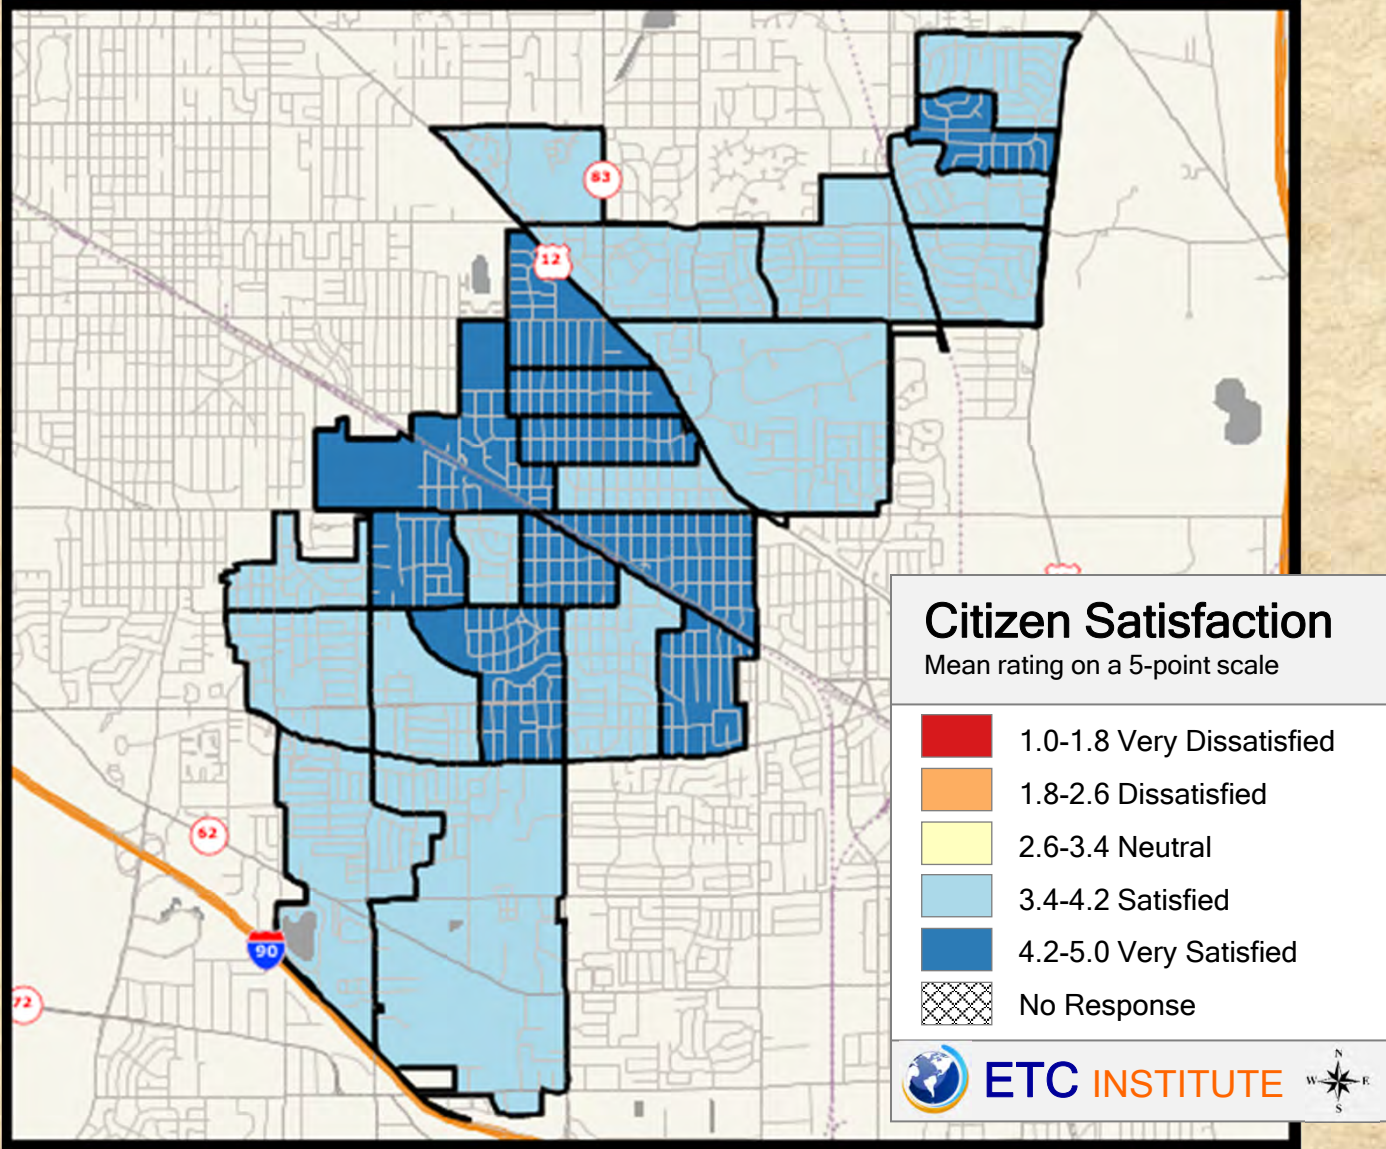 83
12
62
90
72
Citizen Satisfaction
Mean rating on a 5-point scale
1.0-1.8 Very Dissatisfied
1.8-2.6 Dissatisfied
2.6-3.4 Neutral
3.4-4.2 Satisfied
4.2-5.0 Very Satisfied
No Response
ETC INSTITUTE
N
W E
S